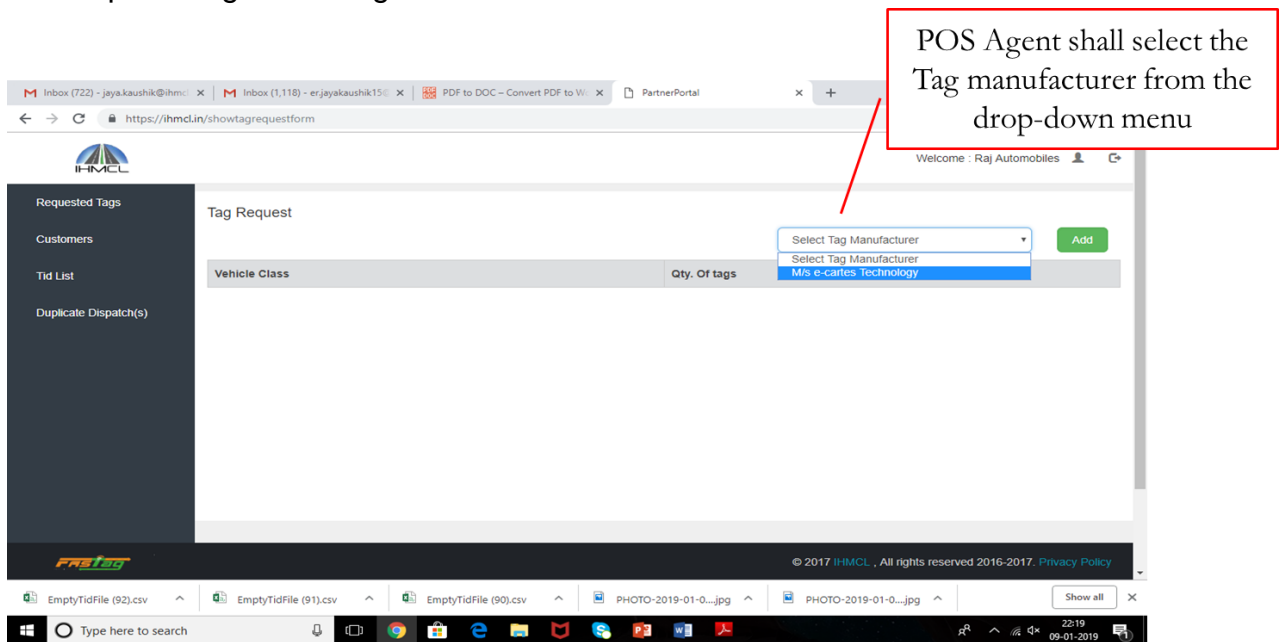 POS Agent shall select the
Tag manufacturer from the
drop-down menu
Inbox (722) - jaya.kaushik@ihmcl
Inbox (1,118) - er.jayakaushik15@
PDF to DOC – Convert PDF to Wo
PartnerPortal
https://ihmcl.in/showtagrequestform
IHMCL
Welcome : Raj Automobiles
Requested Tags
Customers
Tid List
Duplicate Dispatch(s)
Tag Request
Select Tag Manufacturer
Add
Select Tag Manufacturer
M/s e-cartes Technology
Vehicle Class
Qty. Of tags
FASTag
© 2017 IHMCL , All rights reserved 2016-2017. Privacy Policy
EmptyTidFile (92).csv
EmptyTidFile (91).csv
EmptyTidFile (90).csv
PHOTO-2019-01-0....jpg
PHOTO-2019-01-0....jpg
Show all
Type here to search
22:19
09-01-2019